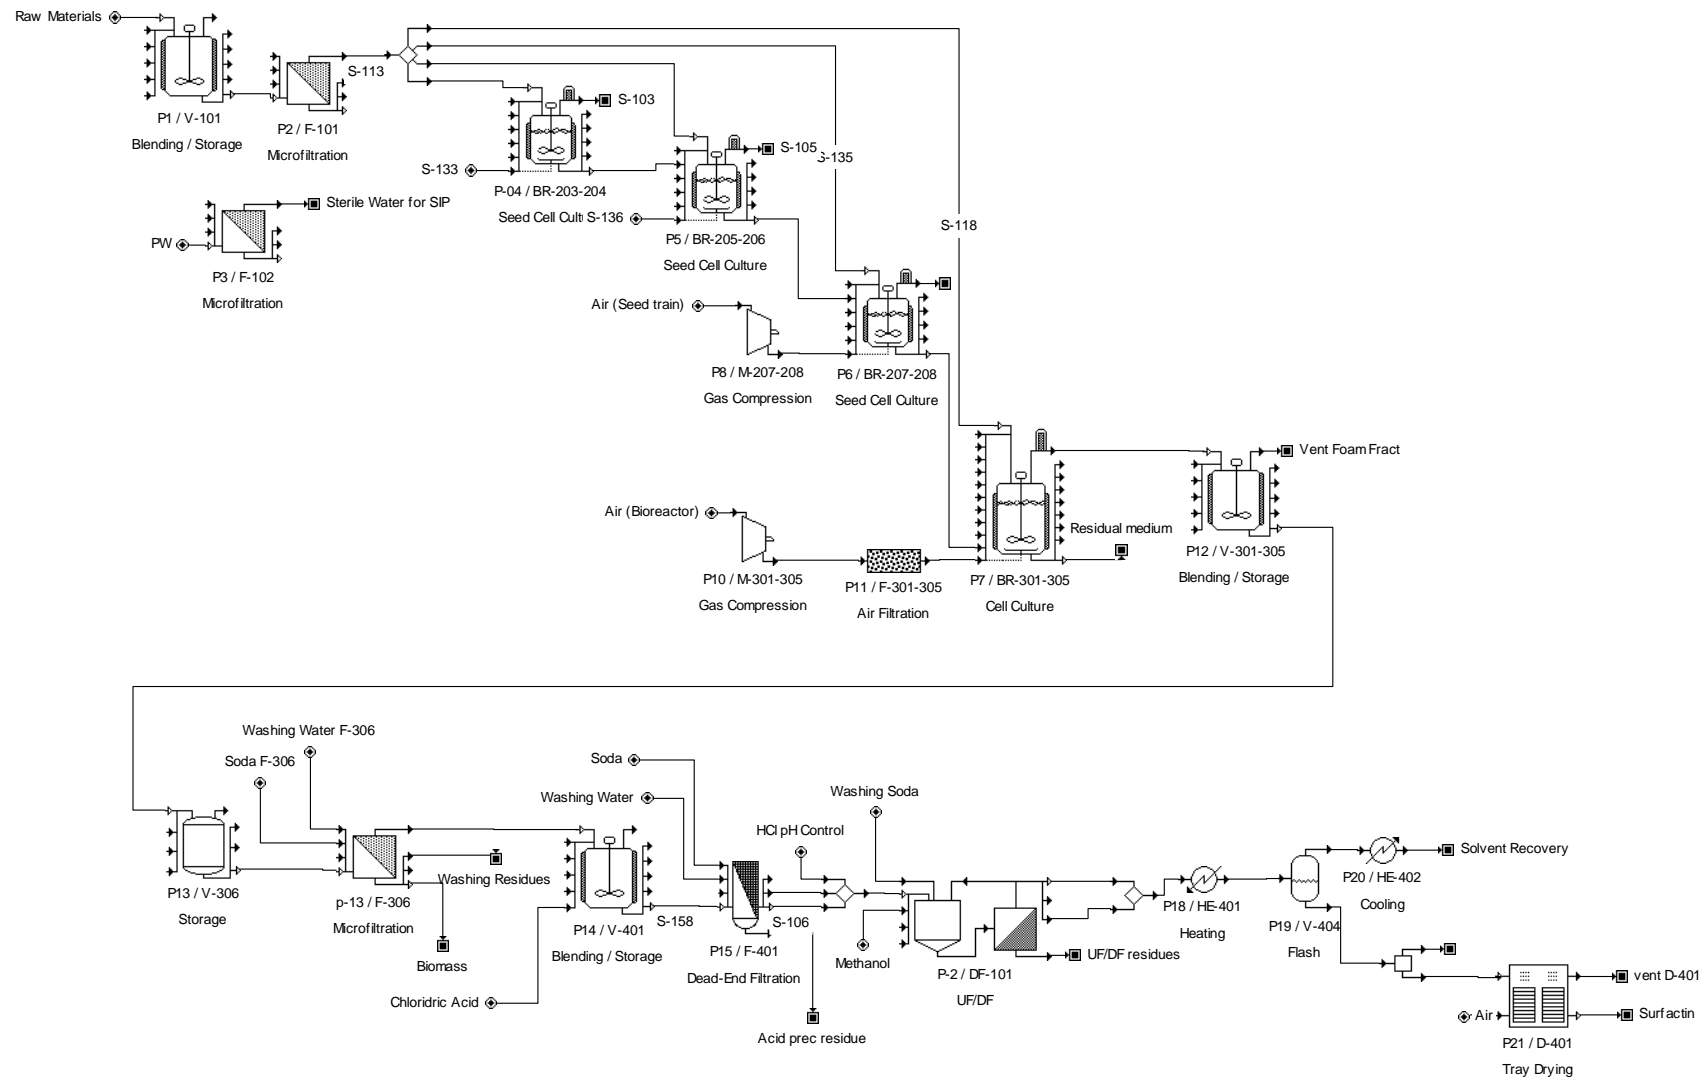 Raw Materials
S-113
P1 / V-101
Blending / Storage
P2 / F-101
Microfiltration
S-103
S-133
P-04 / BR-203-204
Seed Cell Cult
S-105
S-135
S-136
P5 / BR-205-206
Seed Cell Culture
S-118
Sterile Water for SIP
PW
P3 / F-102
Microfiltration
Air (Seed train)
P8 / M-207-208
Gas Compression
P6 / BR-207-208
Seed Cell Culture
Vent Foam Fract
Air (Bioreactor)
Residual medium
P10 / M-301-305
Gas Compression
P11 / F-301-305
Air Filtration
P7 / BR-301-305
Cell Culture
P12 / V-301-305
Blending / Storage
Washing Water F-306
Soda F-306
Soda
Washing Water
Washing Soda
HCl pH Control
P13 / V-306
Storage
Washing Residues
p-13 / F-306
Microfiltration
Biomass
P14 / V-401
Blending / Storage
Chloridric Acid
S-158
S-106
P15 / F-401
Dead-End Filtration
Acid prec residue
Methanol
P-2 / DF-101
UF/DF
UF/DF residues
P18 / HE-401
Heating
P19 / V-404
Flash
P20 / HE-402
Cooling
Solvent Recovery
vent D-401
Air
Surfactin
P21 / D-401
Tray Drying